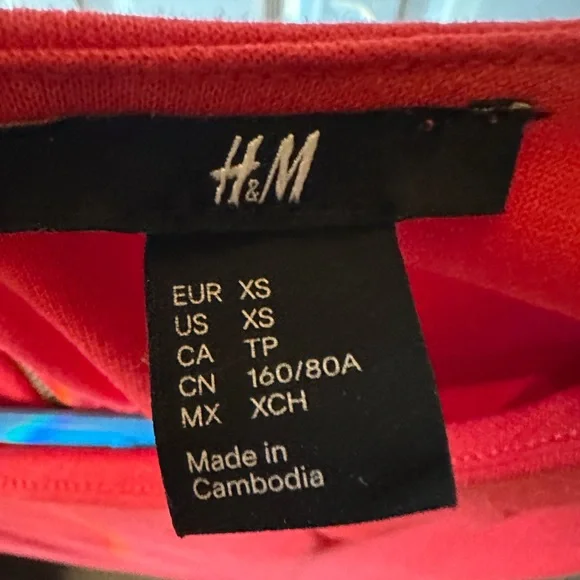 H&M
EUR XS
US XS
CA TP
CN 160/80A
MX XCH
Made in
Cambodia